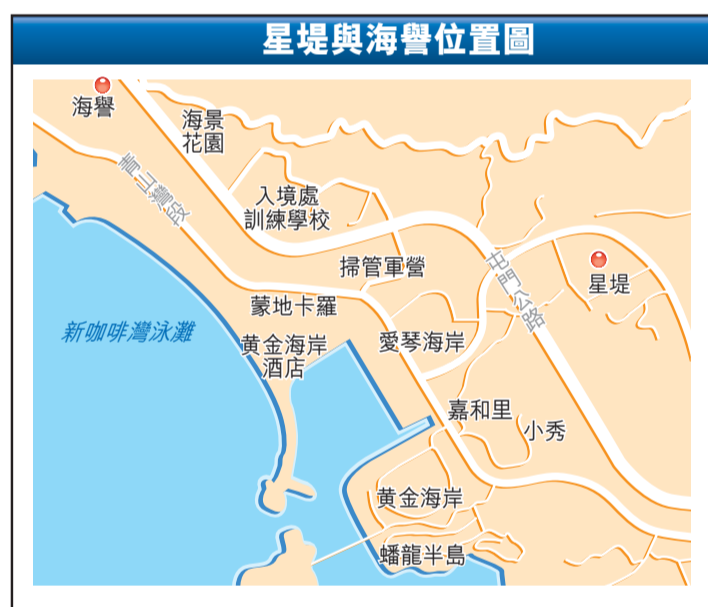 星堤與海譽位置圖
海譽
海景
花園
青山灣段
入境處
訓練學校
掃管軍營
屯門公路
星堤
蒙地卡羅
新咖啡灣泳灘
黃金海岸
酒店
愛琴海岸
嘉和里
小秀
黃金海岸
蟠龍半島